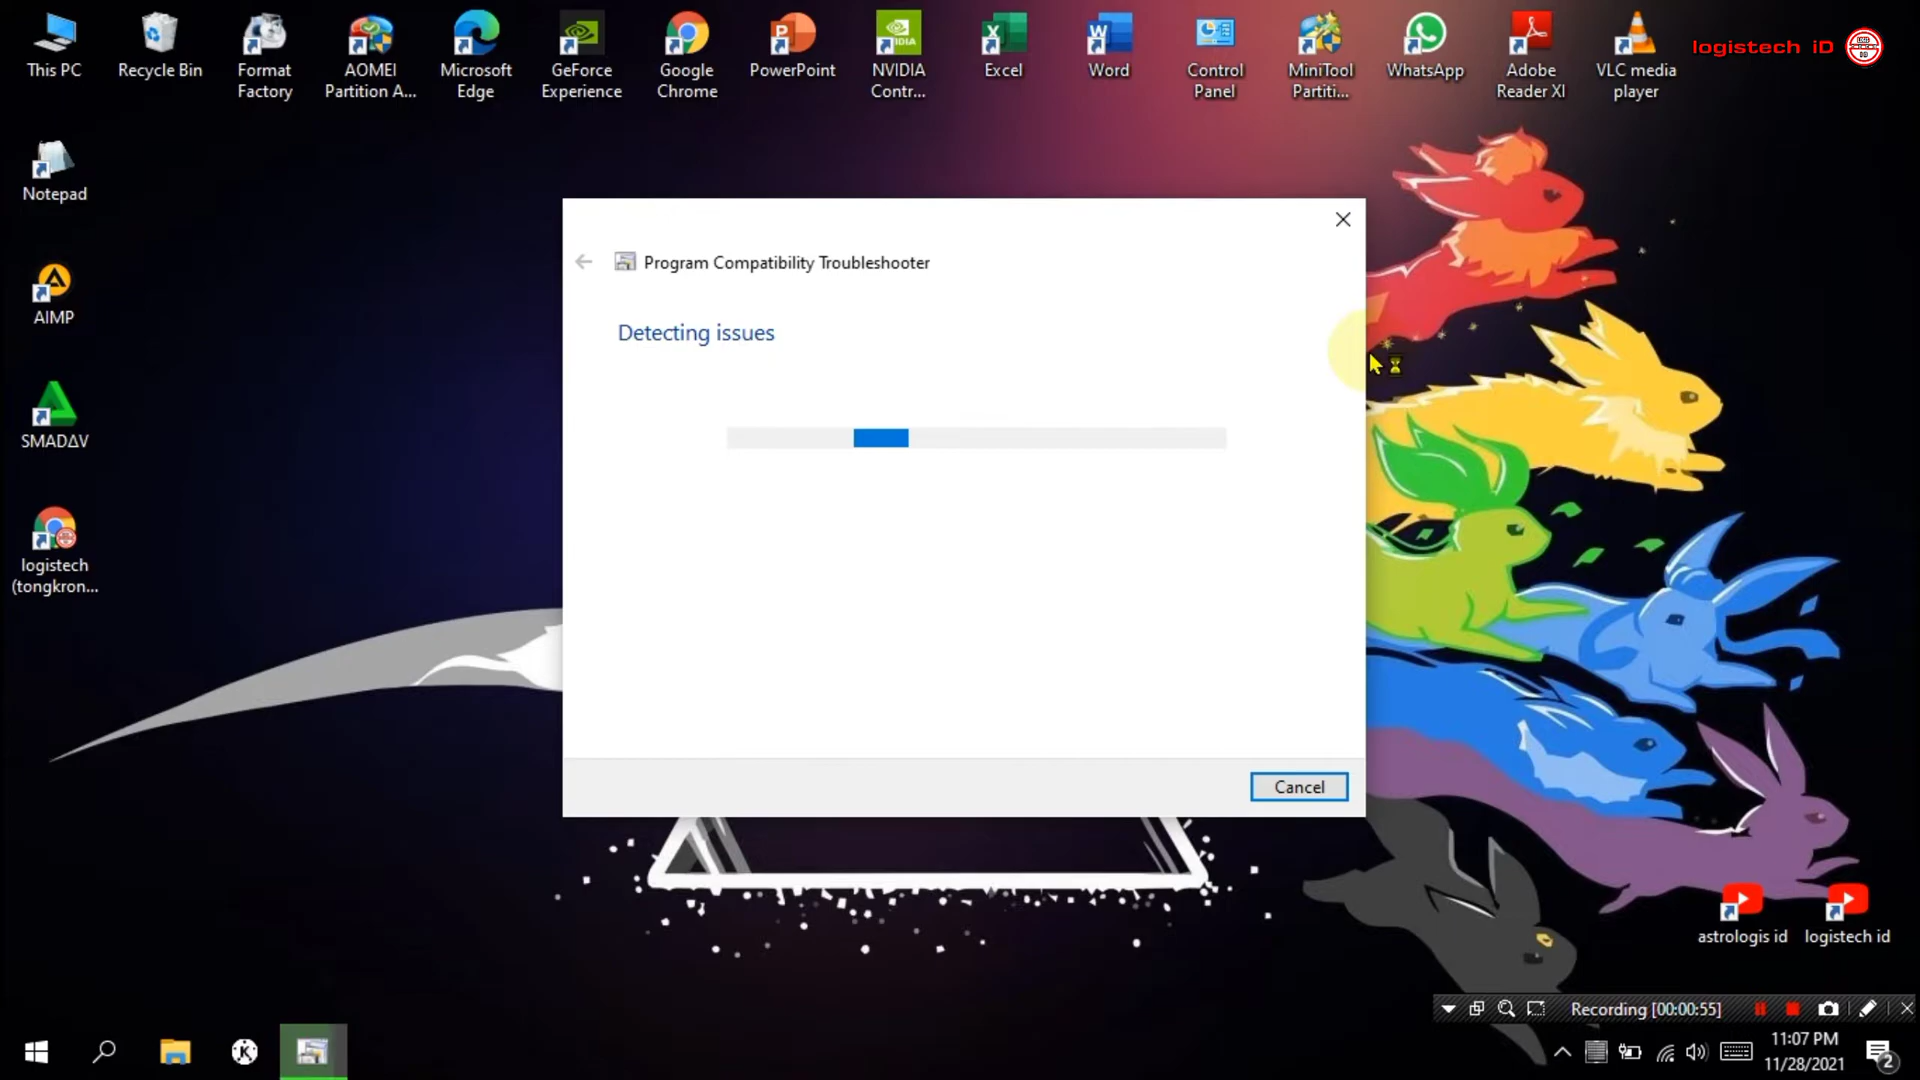 This PC
Recycle Bin
Format
Factory
AOMEI
Partition A...
Microsoft
Edge
GeForce
Experience
Google
Chrome
PowerPoint
NVIDIA
Contr...
Excel
Word
Control
Panel
MiniTool
Partiti...
WhatsApp
Adobe
Reader XI
VLC media
player
logistech iD
Notepad
AIMP
SMADΔV
logistech
(tongkron...
Program Compatibility Troubleshooter
Detecting issues
Cancel
astrologis id
logistech id
Recording [00:00:55]
11:07 PM
11/28/2021
2